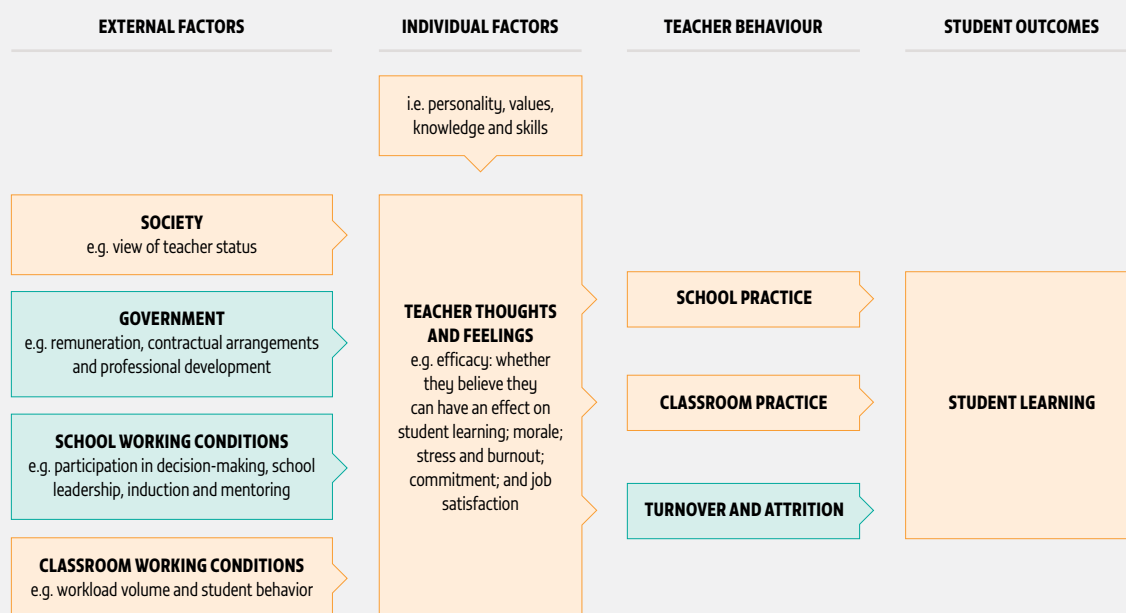 EXTERNAL FACTORS
INDIVIDUAL FACTORS
TEACHER BEHAVIOUR
STUDENT OUTCOMES
i.e. personality, values,
knowledge and skills
SOCIETY
e.g. view of teacher status
GOVERNMENT
e.g. remuneration, contractual arrangements
and professional development
SCHOOL WORKING CONDITIONS
e.g. participation in decision-making, school
leadership, induction and mentoring
CLASSROOM WORKING CONDITIONS
e.g. workload volume and student behavior
TEACHER THOUGHTS
AND FEELINGS
e.g. efficacy: whether
they believe they
can have an effect on
student learning; morale;
stress and burnout;
commitment; and job
satisfaction
SCHOOL PRACTICE
CLASSROOM PRACTICE
TURNOVER AND ATTRITION
STUDENT LEARNING